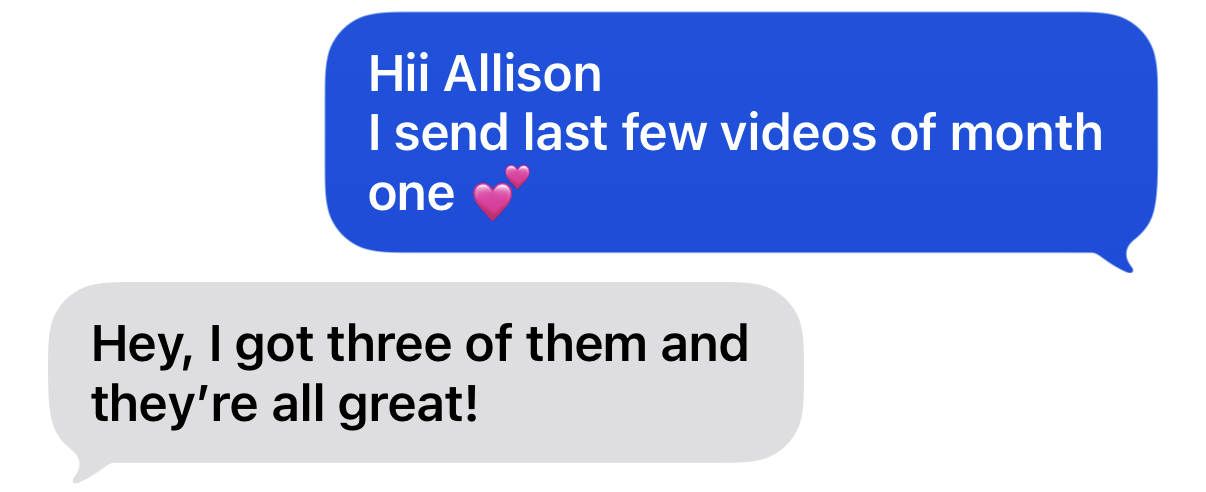 Hii Allison
I send last few videos of month
one 💕
Hey, I got three of them and
they’re all great!